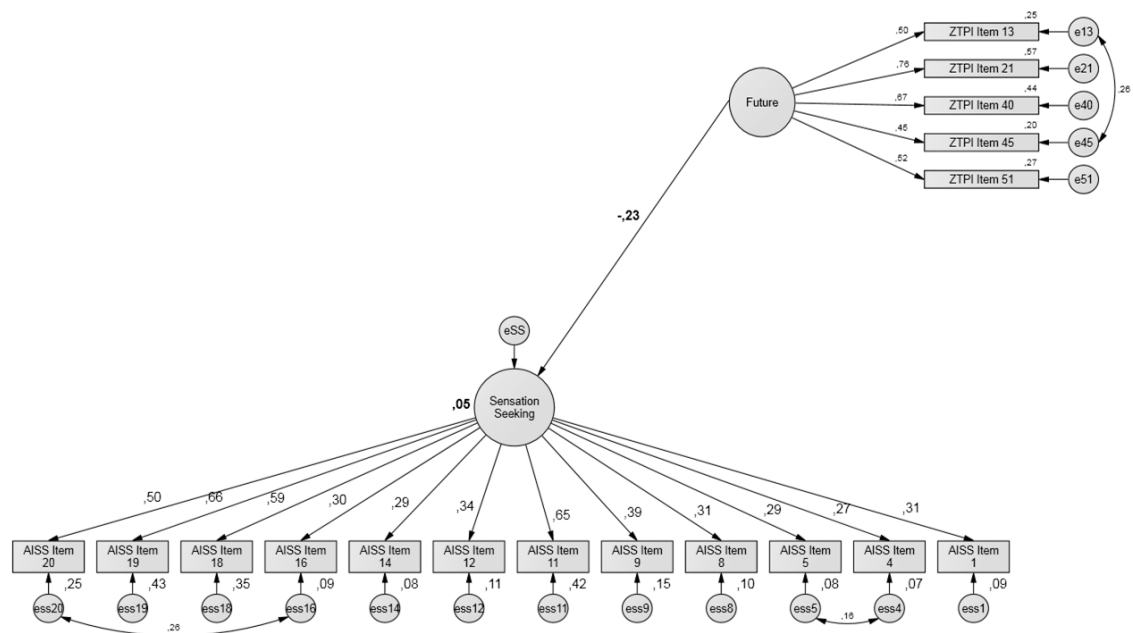 ,25
,50
ZTPI Item 13
e13
,57
,76
ZTPI Item 21
e21
Future
,44
,67
ZTPI Item 40
e40
,26
,20
,45
ZTPI Item 45
e45
,27
,52
ZTPI Item 51
e51
-,23
eSS
,05
Sensation
Seeking
,50
,66
,59
,30
,29
,34
,65
,39
,31
,29
,27
,31
AISS Item
20
AISS Item
19
AISS Item
18
AISS Item
16
AISS Item
14
AISS Item
12
AISS Item
11
AISS Item
9
AISS Item
8
AISS Item
5
AISS Item
4
AISS Item
1
,25
,43
,35
,09
,08
,11
,42
,15
,10
,08
,07
,09
ess20
ess19
ess18
ess16
ess14
ess12
ess11
ess9
ess8
ess5
ess4
ess1
,26
,16